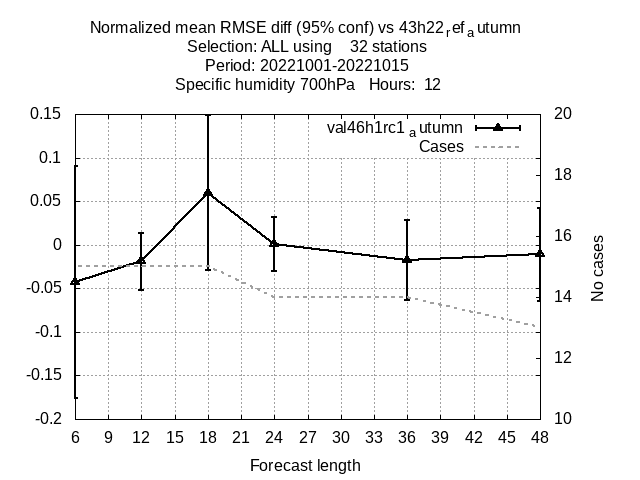 Normalized mean RMSE diff (95% conf) vs 43h22ref autumn
Selection: ALL using 32 stations
Period: 20221001-20221015
Specific humidity 700hPa Hours: 12
val46h1rc1autumn
Cases
0.15
0.1
0.05
0
-0.05
-0.1
-0.15
-0.2
20
18
16
14
12
10
No cases
6 9 12 15 18 21 24 27 30 33 36 39 42 45 48
Forecast length